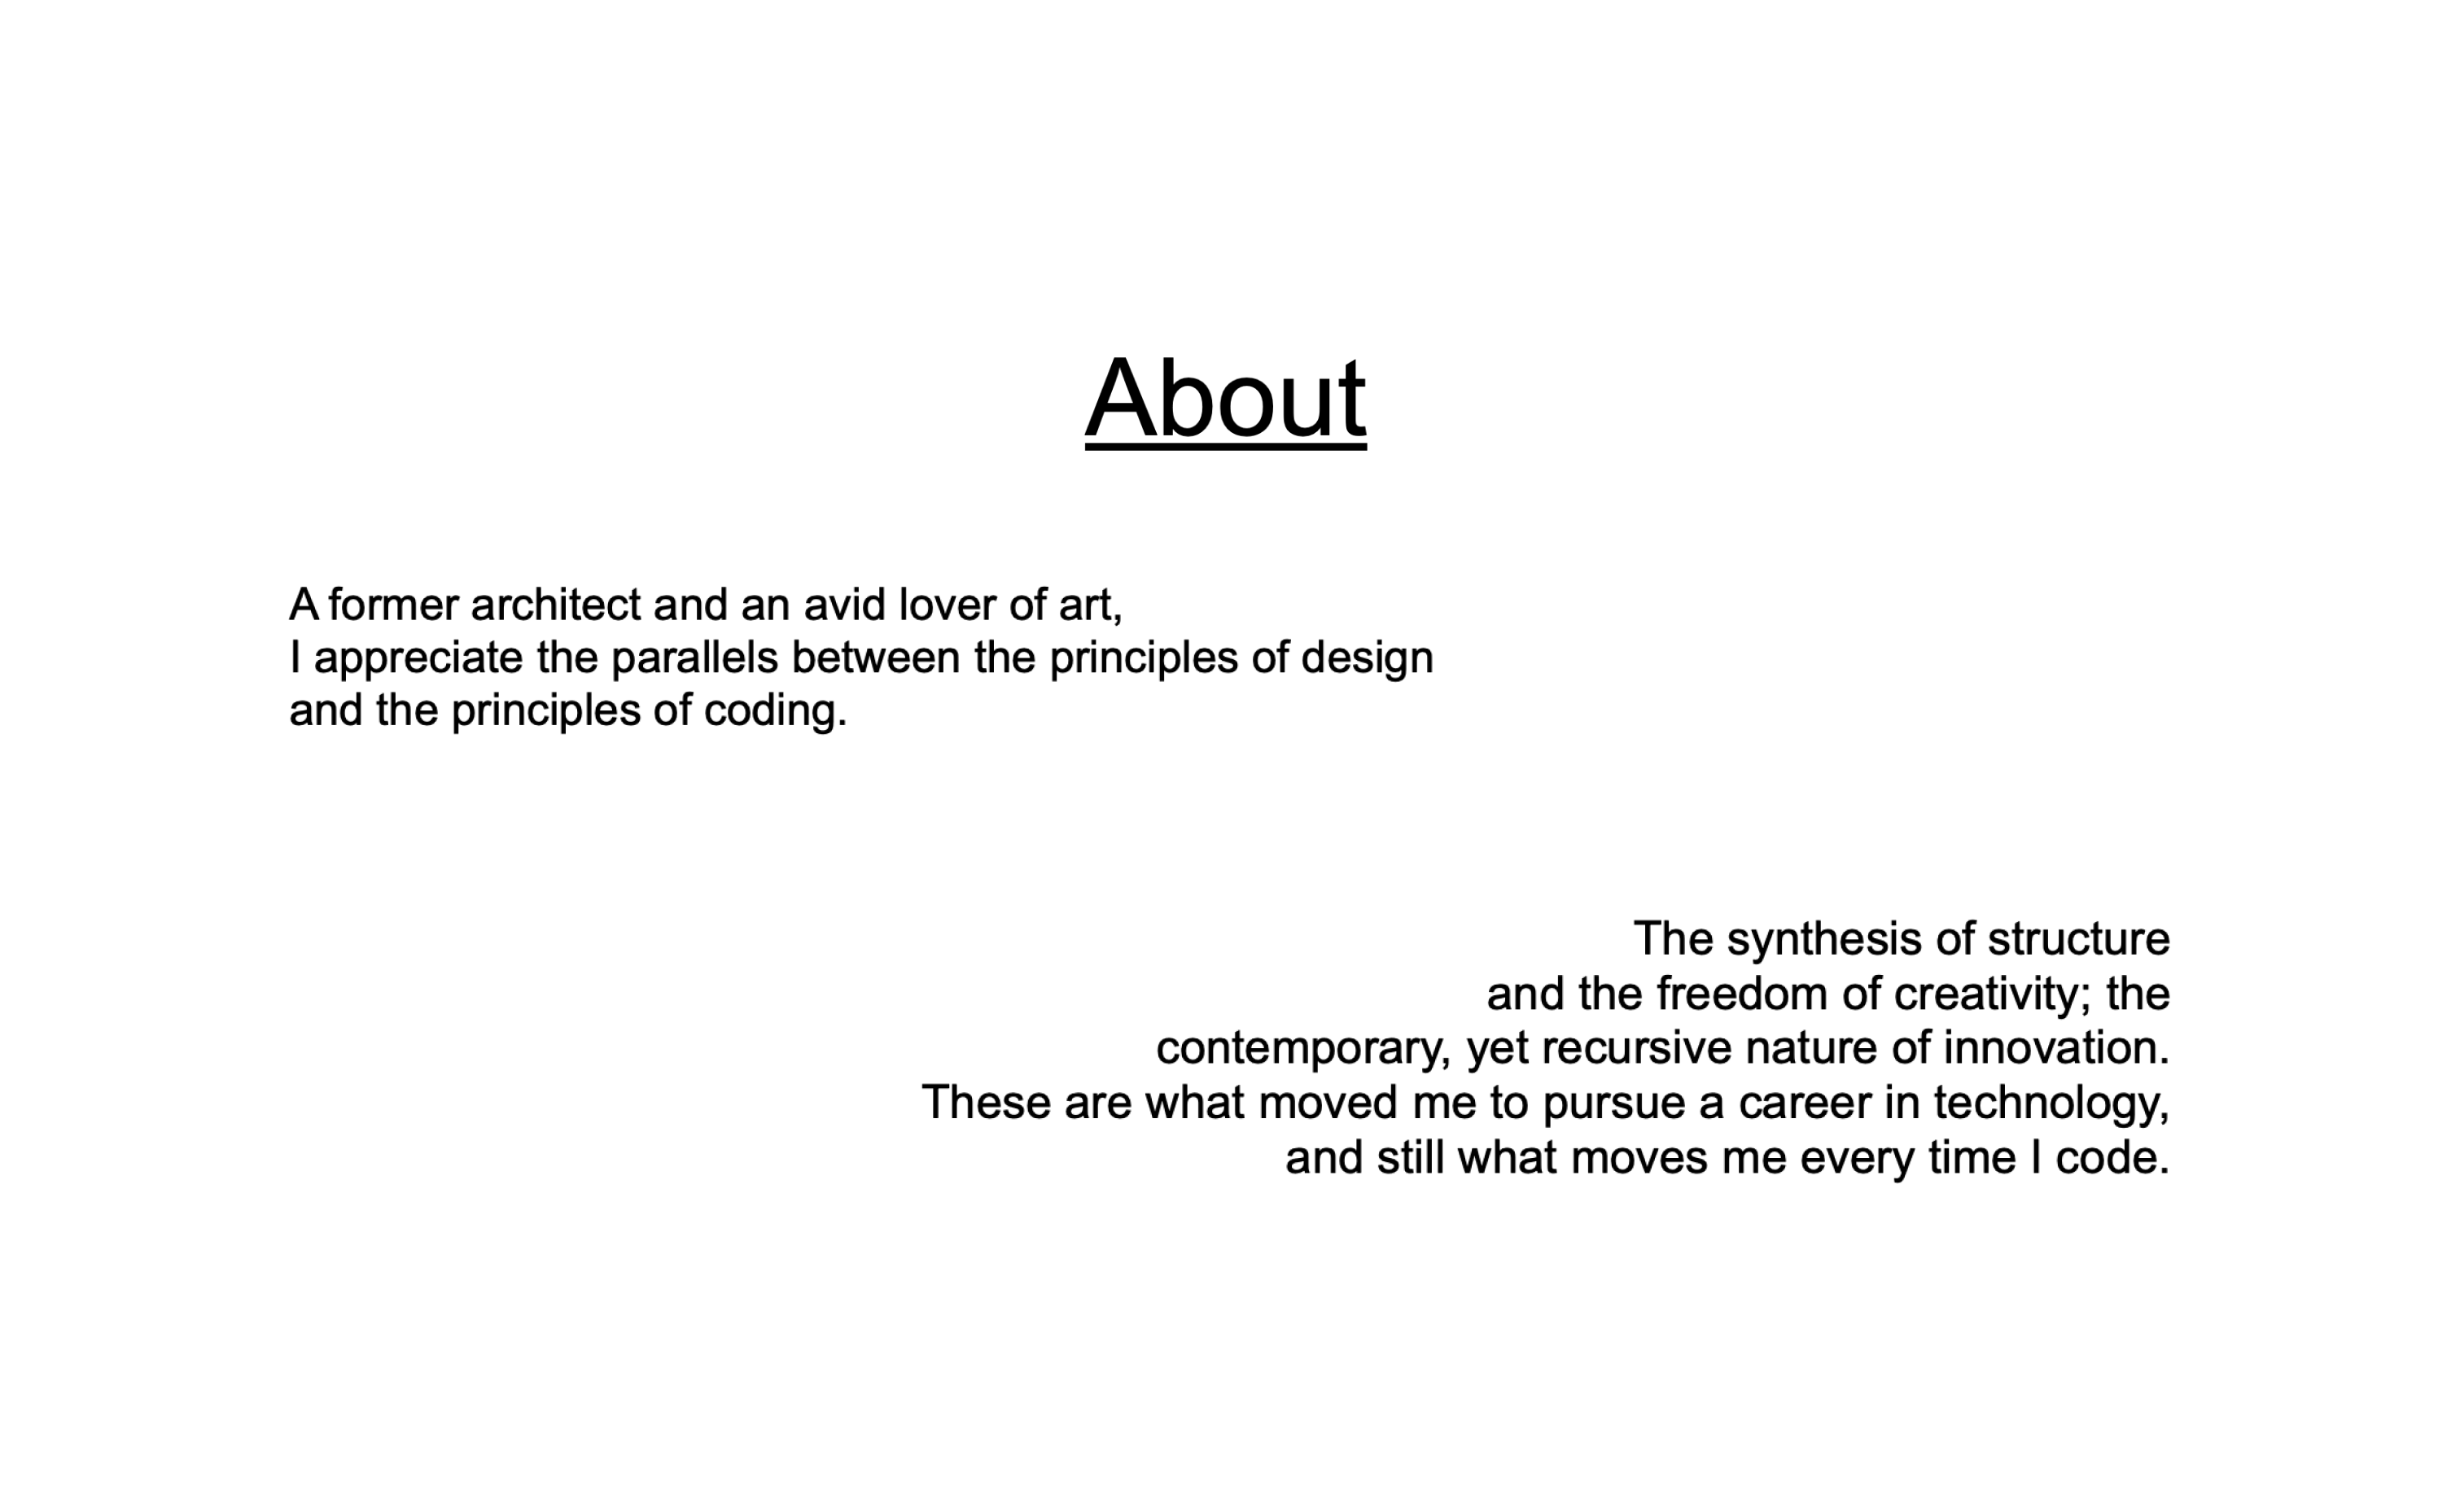 About
A former architect and an avid lover of art,
I appreciate the parallels between the principles of design
and the principles of coding.
The synthesis of structure
and the freedom of creativity; the
contemporary, yet recursive nature of innovation.
These are what moved me to pursue a career in technology,
and still what moves me every time I code.